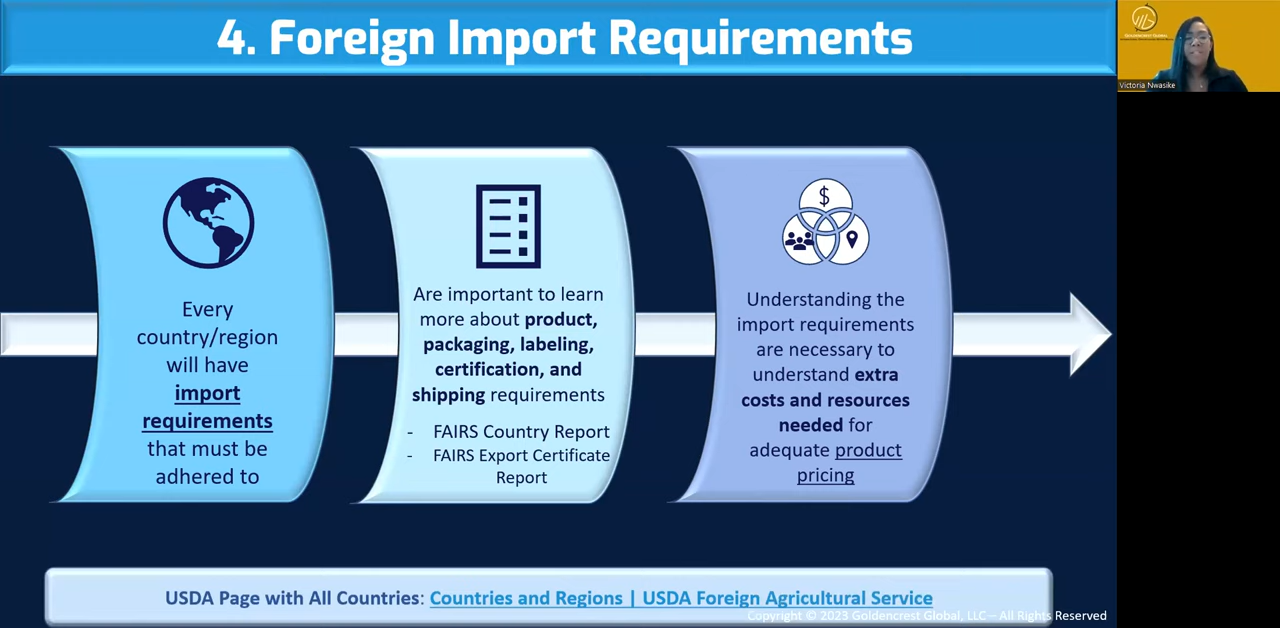 4. Foreign Import Requirements
Victoria Nwasike
Every
country/region
will have
import
requirements
that must be
adhered to
Are important to learn
more about product,
packaging, labeling,
certification, and
shipping requirements
- FAIRS Country Report
- FAIRS Export Certificate
Report
$
Understanding the
import requirements
are necessary to
understand extra
costs and resources
needed for
adequate product
pricing
USDA Page with All Countries: Countries and Regions | USDA Foreign Agricultural Service
Copyright © 2023 Goldencrest Global, LLC – All Rights Reserved